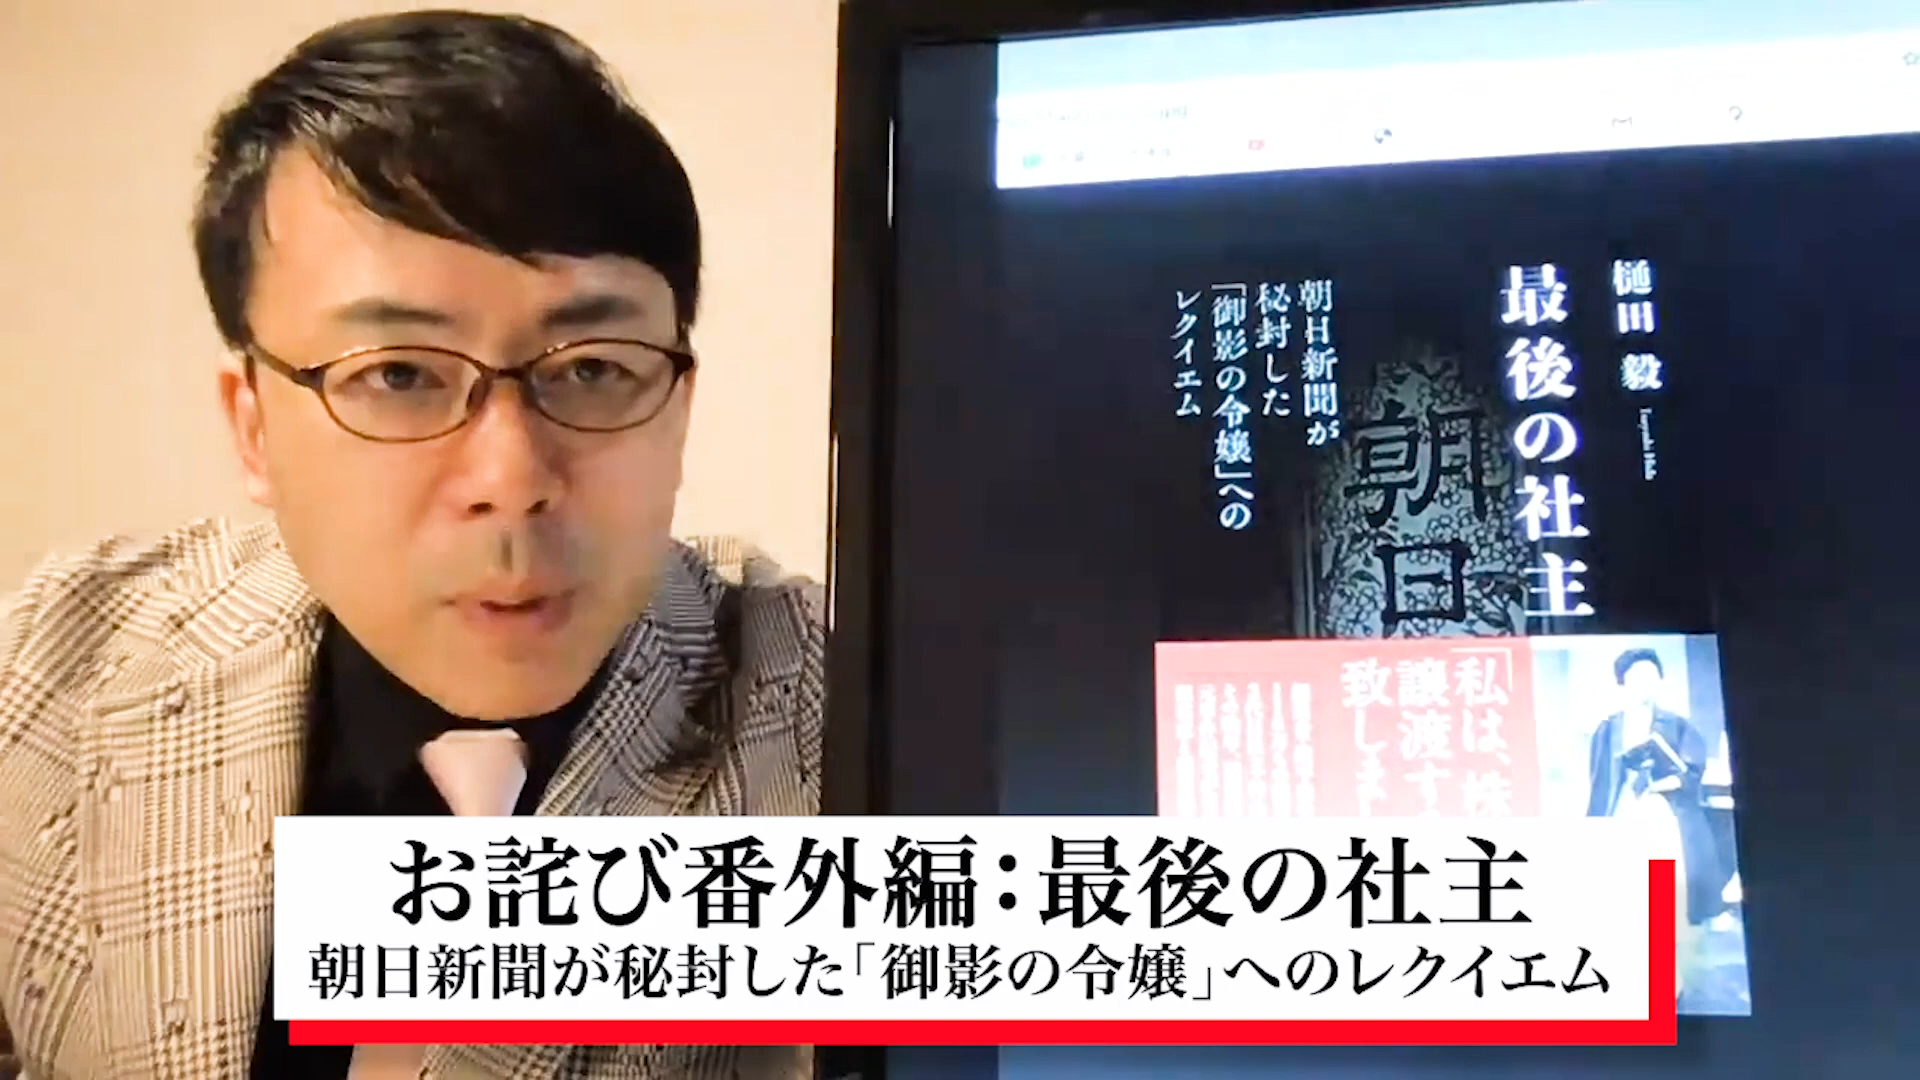 樋田 毅
最後の社主
朝日新聞が
秘封した
「御影の令嬢」への
レクイエム
朝日
「私は、株
譲渡す
致しま
お詫び番外編:最後の社主
朝日新聞が秘封した「御影の令嬢」へのレクイエム